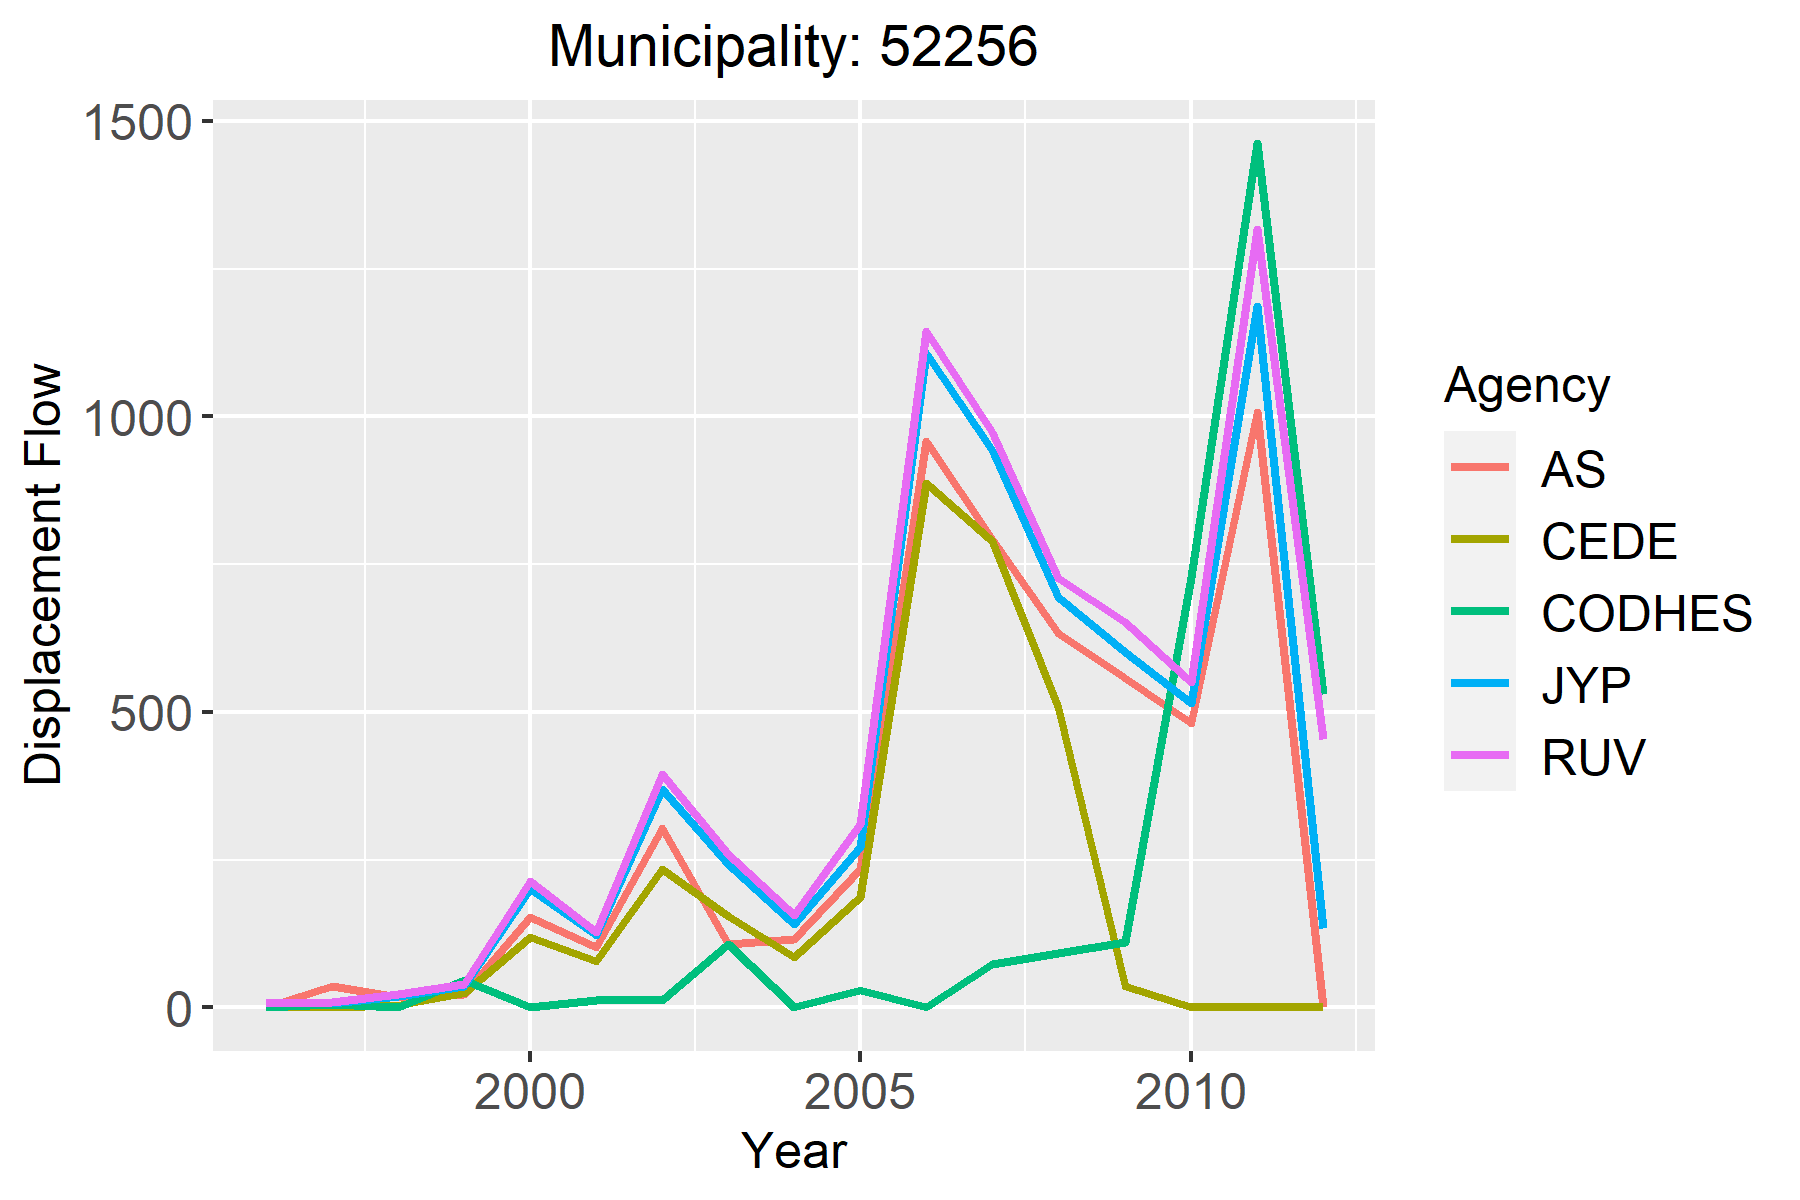 Municipality: 52256
1500
1000
500
0
Displacement Flow
2000 2005 2010
Year
Agency
AS
CEDE
CODHES
JYP
RUV